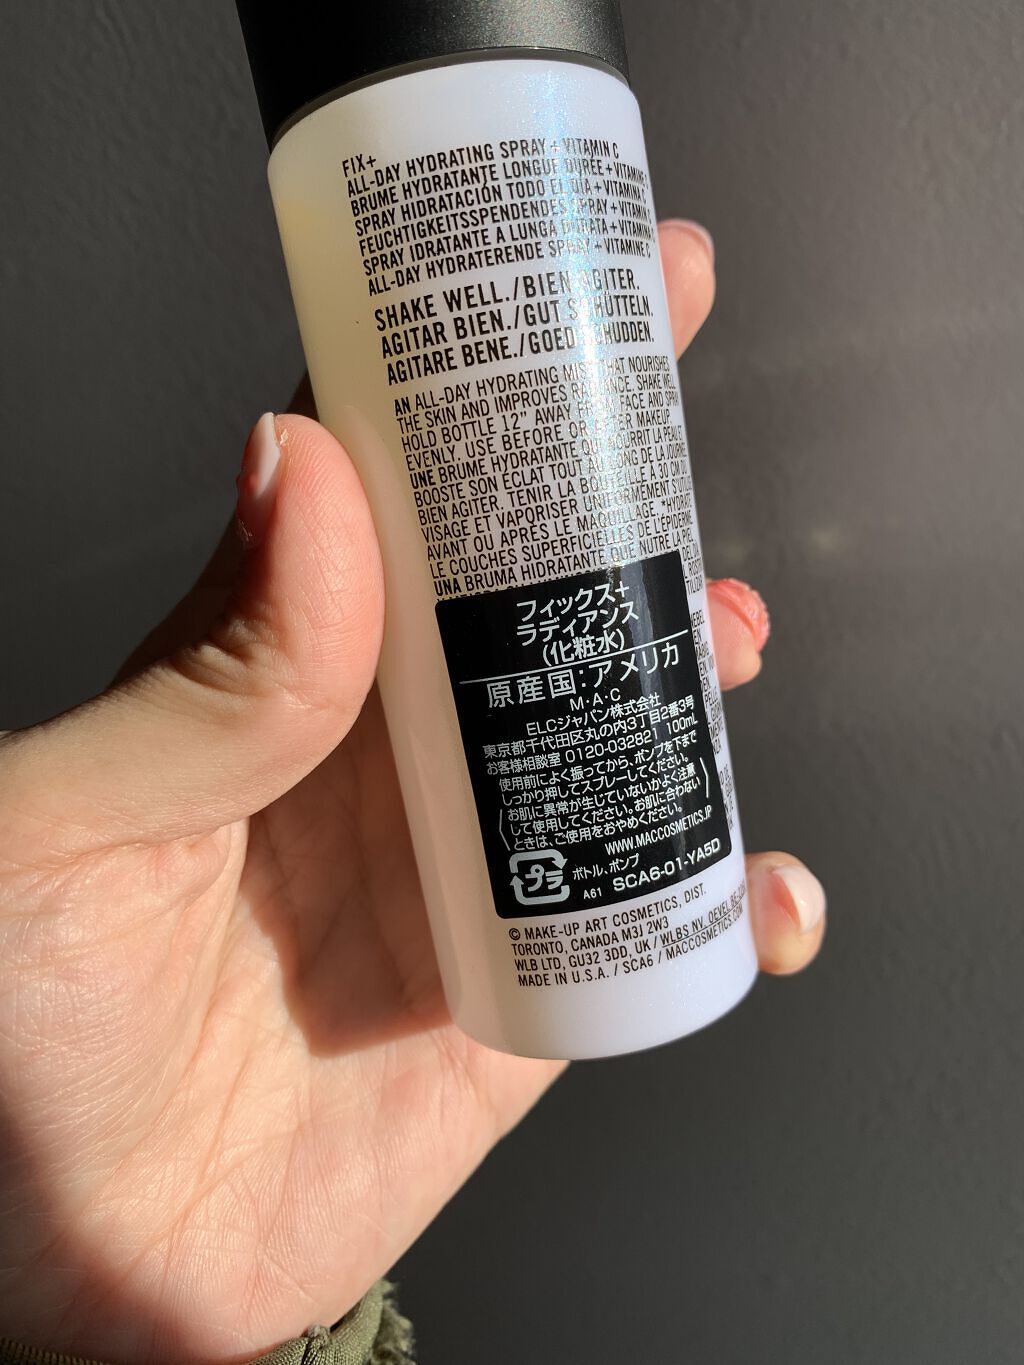 FIX+
ALL-DAY HYDRATING SPRAY + VITAMIN C
BRUME HYDRATANTE LONGUE DURÉE + VITAMINE
SPRAY HIDRATACIÓN TODO EL DÍA + VITAMINA
FEUCHTIGKEITSSPENDENDES SPRAY + VITAMIN C
SPRAY IDRATANTE A LUNGA DURATA + VITAMINA
ALL-DAY HYDRATERENDE SPRAY + VITAMINE C
SHAKE WELL./BIEN AGITER.
AGITAR BIEN./GUT SCHÜTTELN.
AGITARE BENE./GOED SCHUDDEN.
AN ALL-DAY HYDRATING MIST THAT NOURISHES
THE SKIN AND IMPROVES RADIANCE. SHAKE WELL
HOLD BOTTLE 12" AWAY FROM FACE AND SPRAY
EVENLY. USE BEFORE OR AFTER MAKEUP.
UNE BRUME HYDRATANTE QUI NOURRIT LA PEAU ET
BOOSTE SON ÉCLAT TOUT AU LONG DE LA JOURNÉE.
BIEN AGITER. TENIR LA BOUTEILLE À 30 CM DU
VISAGE ET VAPORISER UNIFORMÉMENT
AVANT OU APRÈS LE MAQUILLAGE.
LE COUCHES SUPERFICIELLES DE L'ÉPIDERME
UNA BRUMA HIDRATANTE QUE NUTRE LA PIEL
フィックス+
ラディアンス
(化粧水)
原産国:アメリカ
M・A・C
ELCジャパン株式会社
東京都千代田区丸の内3丁目2番3号
お客様相談室 0120-032821 100mL
使用前によく振ってから、ポンプを下まで
しっかり押してスプレーしてください。
お肌に異常が生じていないかよく注意
して使用してください。お肌に合わない
ときは、ご使用をおやめください。
WWW.MACCOSMETICS.JP
プラ
ボトル、ポンプ
A61 SCA6-01-YA5D
© MAKE-UP ART COSMETICS, DIST.
TORONTO, CANADA M3J 2W3
WLB LTD, GU32 3DD, UK / WLBS NV, OEVEL BE-
MADE IN U.S.A. / SCA6 / MACCOSMETICS.COM